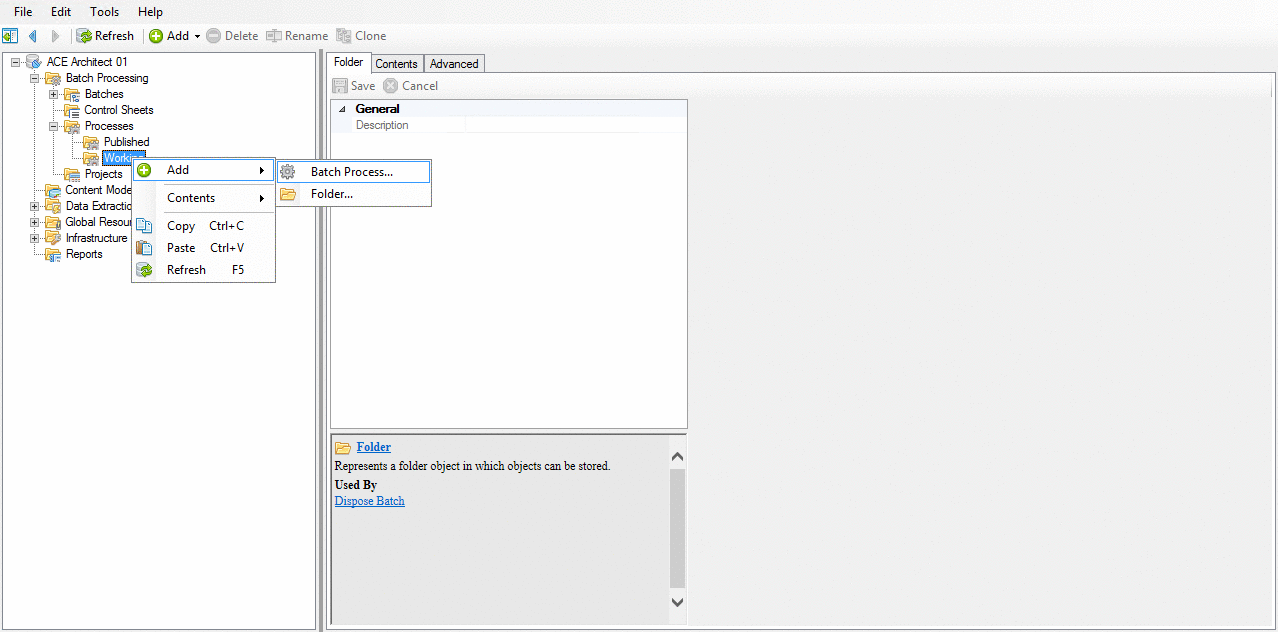 File Edit Tools Help
Refresh Add Delete Rename Clone
ACE Architect 01
Batch Processing
Batches
Control Sheets
Processes
Published
Workin
Projects
Content Mode
Data Extractio
Global Resou
Infrastructure
Reports
Add
Contents
Copy Ctrl+C
Paste Ctrl+V
Refresh F5
Batch Process...
Folder...
Folder Contents Advanced
Save Cancel
General
Description
Folder
Represents a folder object in which objects can be stored.
Used By
Dispose Batch